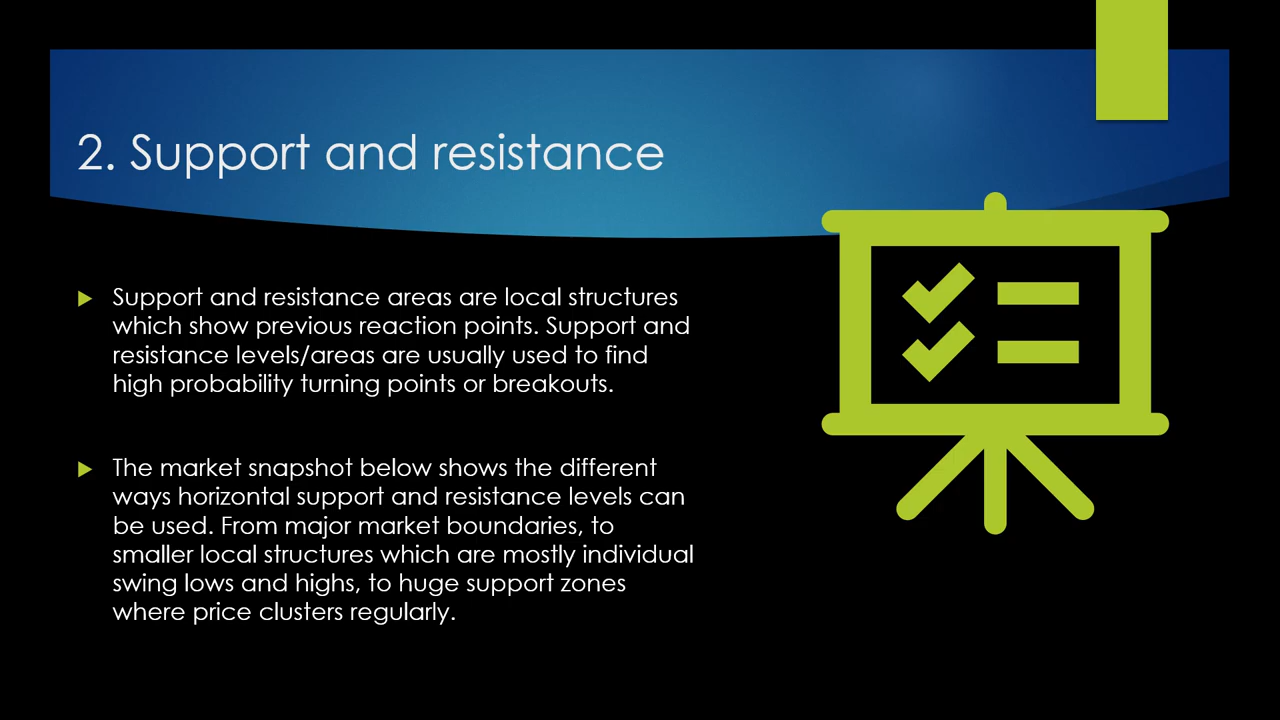 2. Support and resistance
Support and resistance areas are local structures
which show previous reaction points. Support and
resistance levels/areas are usually used to find
high probability turning points or breakouts.
The market snapshot below shows the different
ways horizontal support and resistance levels can
be used. From major market boundaries, to
smaller local structures which are mostly individual
swing lows and highs, to huge support zones
where price clusters regularly.